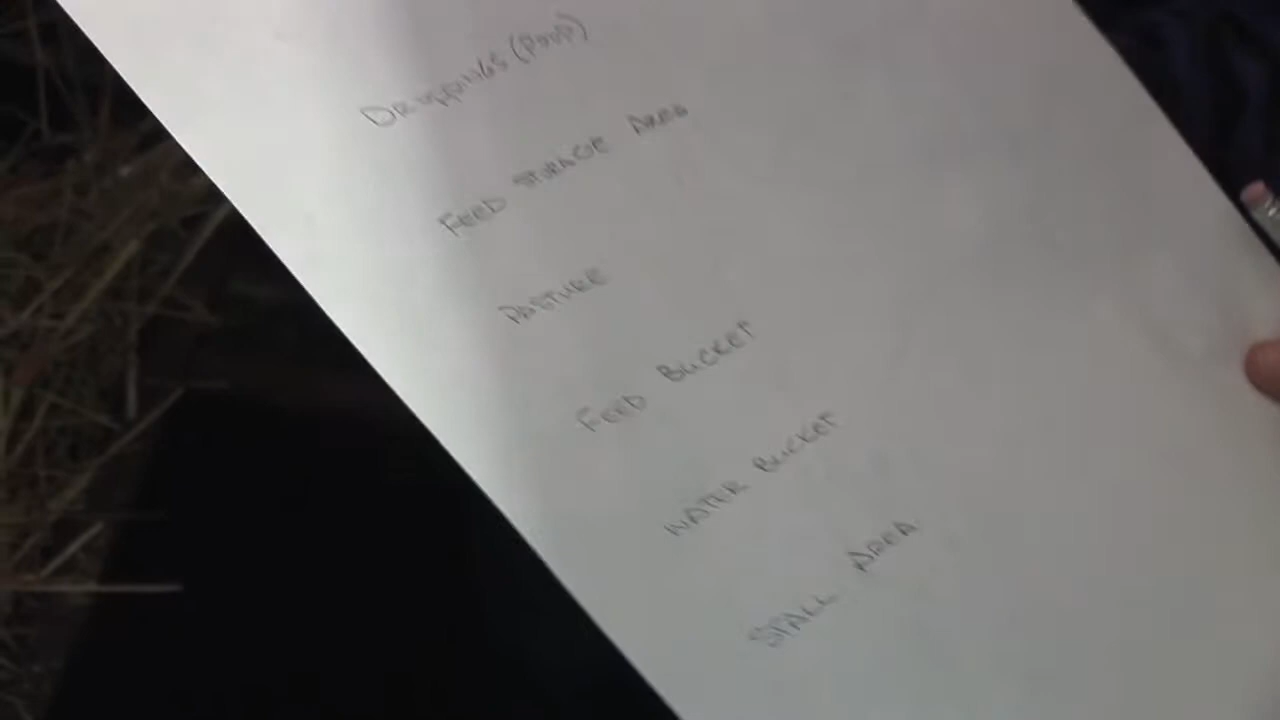 DROPPINGS (POOP)
FEED STORAGE AREA
PASTURE
FEED BUCKET
WATER BUCKET
STALL AREA